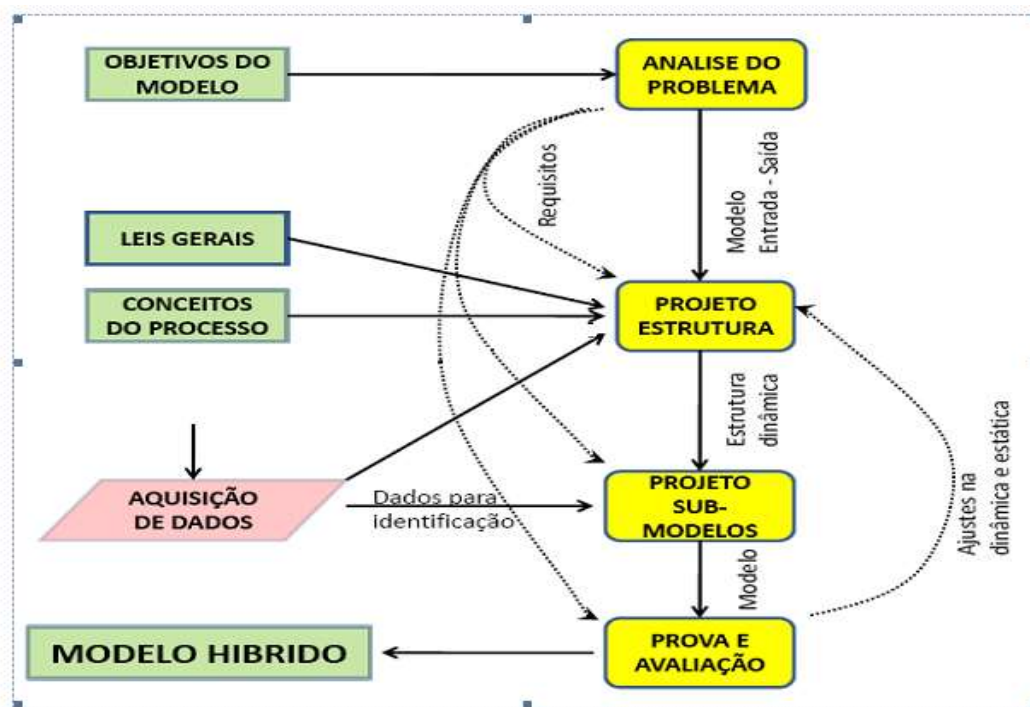 OBJETIVOS DO
MODELO
ANALISE DO
PROBLEMA
Requisitos
Modelo
Entrada - Saída
LEIS GERAIS
CONCEITOS
DO PROCESSO
PROJETO
ESTRUTURA
Estrutura
dinâmica
Ajustes na
dinâmica e estática
AQUISIÇÃO
DE DADOS
Dados para
identificação
PROJETO
SUB-
MODELOS
Modelo
MODELO HIBRIDO
PROVA E
AVALIAÇÃO